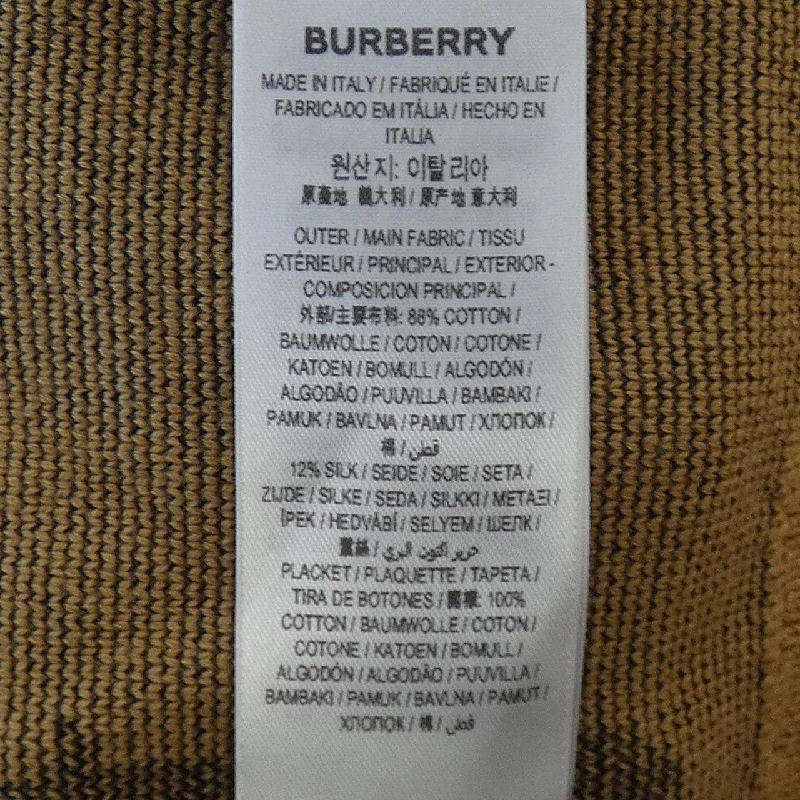 BURBERRY
MADE IN ITALY / FABRIQUÉ EN ITALIE /
FABRICADO EM ITÁLIA / HECHO EN
ITALIA
원산지: 이탈리아
原產地 義大利 / 原产地 意大利
OUTER / MAIN FABRIC / TISSU
EXTÉRIEUR / PRINCIPAL / EXTERIOR -
COMPOSICION PRINCIPAL /
外部/主要布料: 88% COTTON /
BAUMWOLLE / COTON / COTONE /
KATOEN / BOMULL / ALGODÓN /
ALGODÃO / PUUVILLA / BAMBAKI /
PAMUK / BAVLNA / PAMUT / ХЛОПОК /
棉 / قطن /
12% SILK / SEIDE / SOIE / SETA /
ZIJDE / SILKE / SEDA / SILKKI / ΜΕΤΑΞΙ /
İPEK / HEDVÁBÍ / SELYEM / ШЕЛК /
蠶絲 / حرير أكتوت البري /
PLACKET / PLAQUETTE / TAPETA /
TIRA DE BOTONES / 開襟: 100%
COTTON / BAUMWOLLE / COTON /
COTONE / KATOEN / BOMULL /
ALGODÓN / ALGODÃO / PUUVILLA /
BAMBAKI / PAMUK / BAVLNA / PAMUT /
ХЛОПОК / 棉 / قطن